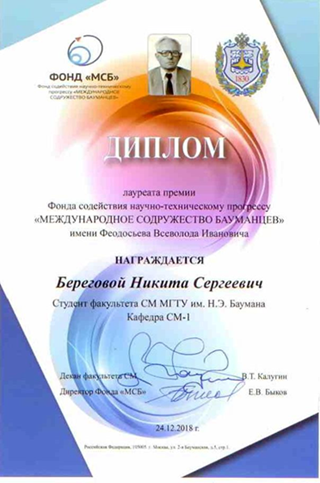 ФОНД «МСБ»
Фонд содействия научно-техническому
прогрессу «МЕЖДУНАРОДНОЕ
СОДРУЖЕСТВО БАУМАНЦЕВ»
1830
ДИПЛОМ
лауреата премии
Фонда содействия научно-техническому прогрессу
«МЕЖДУНАРОДНОЕ СОДРУЖЕСТВО БАУМАНЦЕВ»
имени Феодосьева Всеволода Ивановича
НАГРАЖДАЕТСЯ
Береговой Никита Сергеевич
Студент факультета СМ МГТУ им. Н.Э. Баумана
Кафедра СМ-1
Декан факультета СМ В.Т. Калугин
Директор Фонда «МСБ» Е.В. Быков
24.12.2018 г.
Российская Федерация, 105005 г. Москва, ул. 2-я Бауманская, д.5, стр.1